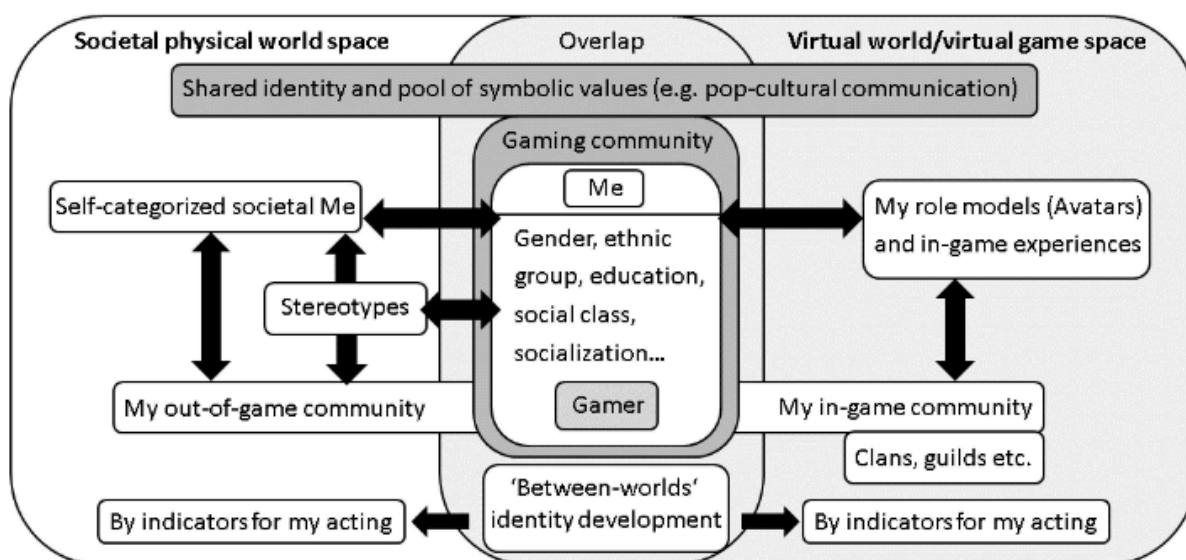 Societal physical world space
Overlap
Virtual world/virtual game space
Shared identity and pool of symbolic values (e.g. pop-cultural communication)
Gaming community
Me
Self-categorized societal Me
My role models (Avatars)
and in-game experiences
Gender, ethnic
group, education,
social class,
socialization...
Stereotypes
Gamer
My out-of-game community
My in-game community
Clans, guilds etc.
'Between-worlds'
identity development
By indicators for my acting
By indicators for my acting